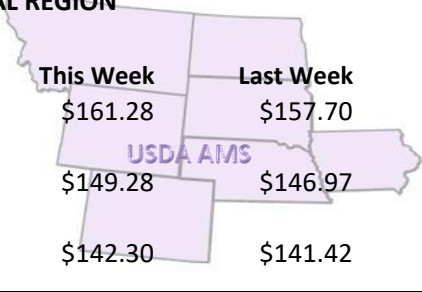 AL REGION
This Week Last Week
$161.28 $157.70
USDA AMS
$149.28 $146.97
$142.30 $141.42